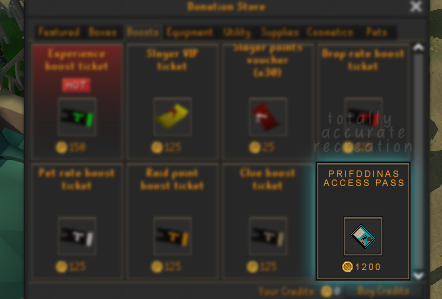 Donation Store
Featured Boxes Boosts Equipment Utility Supplies Cosmetics Pets
Experience
boost ticket
HOT
150
Slayer VIP
ticket
125
Slayer points
voucher
(x30)
25
Drop rate boost
ticket
totally
accurate
recreation
Pet rate boost
ticket
125
Raid point
boost ticket
125
Clue boost
ticket
125
PRIFDDINAS
ACCESS PASS
1200
Your Credits: 0 Buy Credits